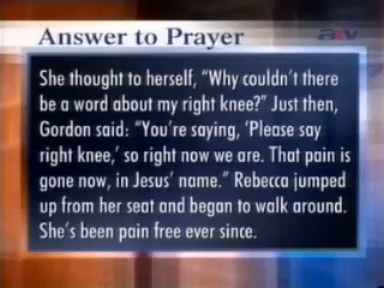 Answer to Prayer
atv
She thought to herself, "Why couldn't there
be a word about my right knee?" Just then,
Gordon said: "You're saying, 'Please say
right knee,' so right now we are. That pain is
gone now, in Jesus' name." Rebecca jumped
up from her seat and began to walk around.
She's been pain free ever since.